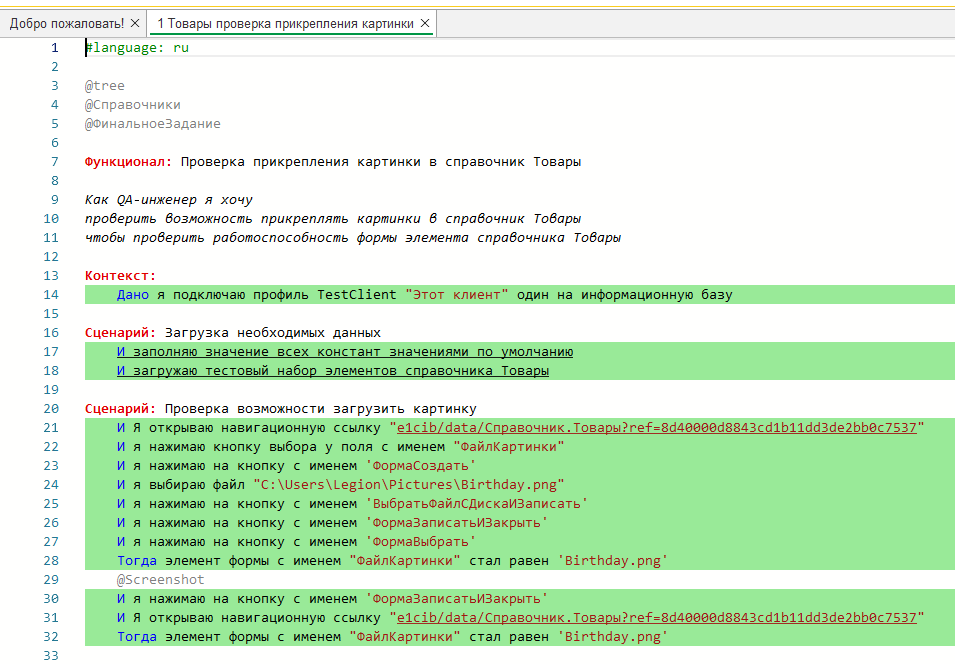 Добро пожаловать! × 1 Товары проверка прикрепления картинки ×
1 #language: ru
2
3 @tree
4 @Справочники
5 @ФинальноеЗадание
6
7 Функционал: Проверка прикрепления картинки в справочник Товары
8
9 Как QA-инженер я хочу
10 проверить возможность прикреплять картинки в справочник Товары
11 чтобы проверить работоспособность формы элемента справочника Товары
12
13 Контекст:
14 Дано я подключаю профиль TestClient "Этот клиент" один на информационную базу
15
16 Сценарий: Загрузка необходимых данных
17 И заполняю значение всех констант значениями по умолчанию
18 И загружаю тестовый набор элементов справочника Товары
19
20 Сценарий: Проверка возможности загрузить картинку
21 И Я открываю навигационную ссылку "e1cib/data/Справочник.Товары?ref=8d40000d8843cd1b11dd3de2bb0c7537"
22 И я нажимаю кнопку выбора у поля с именем "ФайлКартинки"
23 И я нажимаю на кнопку с именем 'ФормаСоздать'
24 И я выбираю файл "C:\Users\Legion\Pictures\Birthday.png"
25 И я нажимаю на кнопку с именем 'ВыбратьФайлСДискаИЗаписать'
26 И я нажимаю на кнопку с именем 'ФормаЗаписатьИЗакрыть'
27 И я нажимаю на кнопку с именем 'ФормаВыбрать'
28 Тогда элемент формы с именем "ФайлКартинки" стал равен 'Birthday.png'
29 @Screenshot
30 И я нажимаю на кнопку с именем 'ФормаЗаписатьИЗакрыть'
31 И Я открываю навигационную ссылку "e1cib/data/Справочник.Товары?ref=8d40000d8843cd1b11dd3de2bb0c7537"
32 Тогда элемент формы с именем "ФайлКартинки" стал равен 'Birthday.png'
33